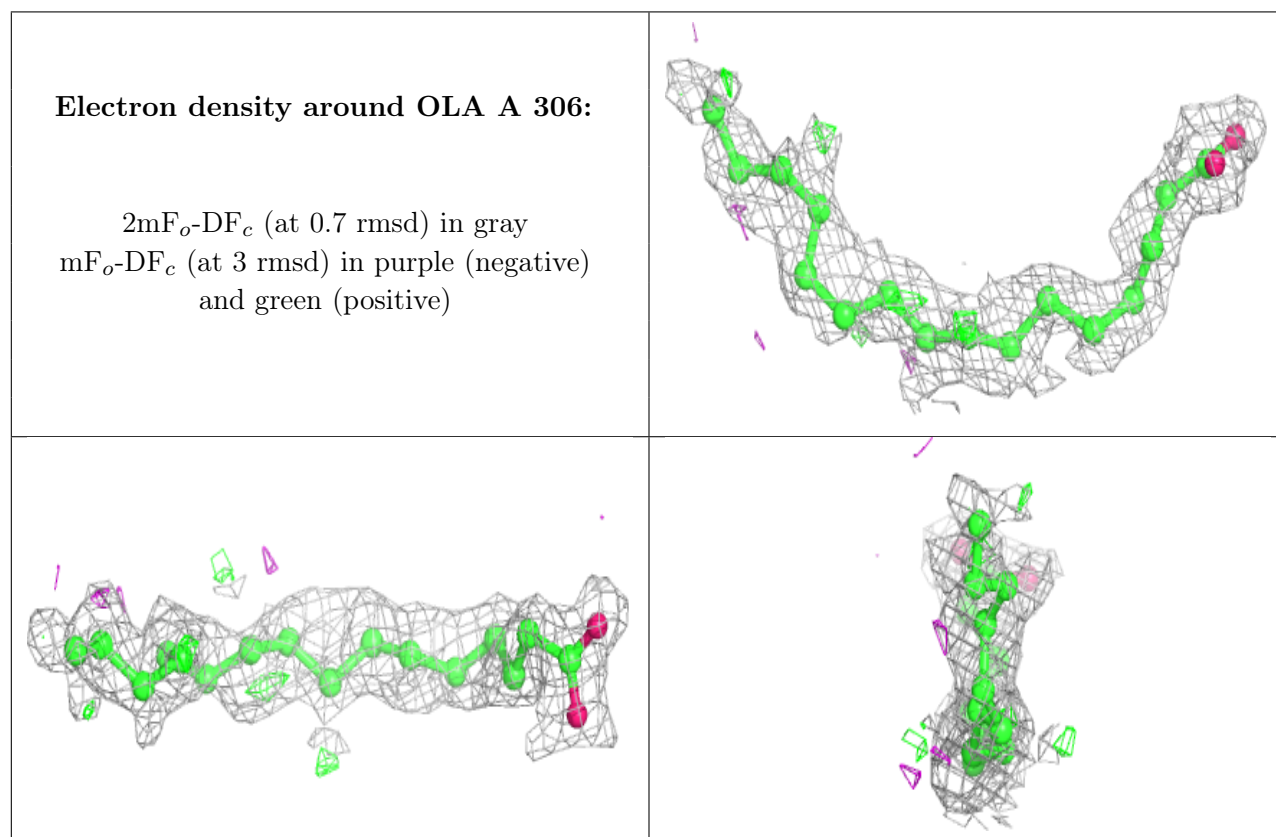 Electron density around OLA A 306:
2mFo-DFc (at 0.7 rmsd) in gray
mFo-DFc (at 3 rmsd) in purple (negative)
and green (positive)